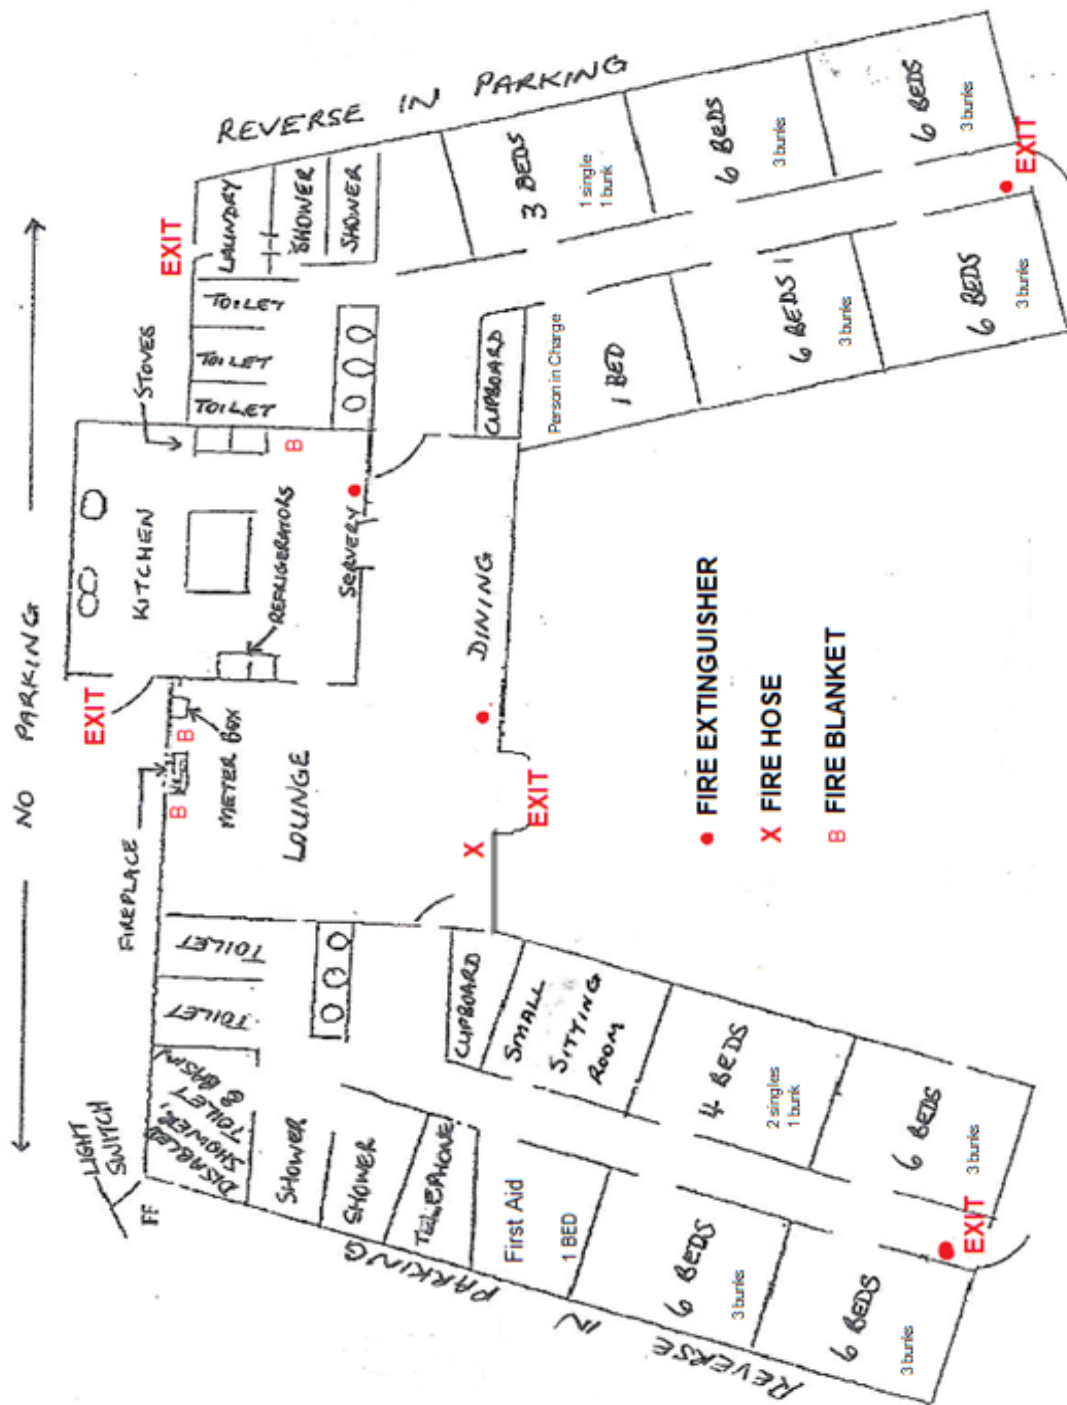 NO PARKING
LIGHT
SWITCH
FF
FIREPLACE
EXIT
B
B
METER BOX
KITCHEN
STOVES
B
REFRIGERATORS
SERVERY
EXIT
REVERSE IN PARKING
DISABLED
SHOWER,
TOILET
& BASIN
TOILET
TOILET
LOUNGE
TOILET
TOILET
TOILET
LAUNDRY
SHOWER
SHOWER
SHOWER
SHOWER
TELEPHONE
CUPBOARD
X
DINING
CUPBOARD
EXIT
First Aid
1 BED
SMALL
SITTING
ROOM
Person in Charge
1 BED
3 BEDS
1 single
1 bunk
REVERSE IN PARKING
6 BEDS
3 bunks
4 BEDS
2 singles
1 bunk
6 BEDS
3 bunks
6 BEDS
3 bunks
6 BEDS
3 bunks
6 BEDS
3 bunks
6 BEDS
3 bunks
6 BEDS
3 bunks
EXIT
EXIT
FIRE EXTINGUISHER
X FIRE HOSE
B FIRE BLANKET